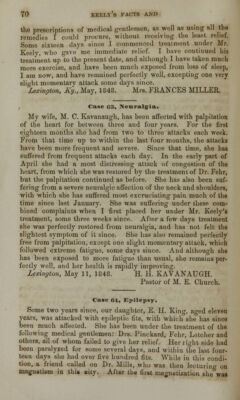 70 KEELY'S FACTS AND
the prescriptions of medical gentlemen, as well as using all the
remedies I could procure, without receiving the least relief.
Some sixteen days since I commenced treatment under Mr.
Keely, who gave me immediate relief. I have continued his
treatment up to the present date, and although I have taken much
more exercise, and have been much exposed from loss of sleep,
I am now, and have remained perfectly well, excepting one very
slight momentary attack some days since.
Lexington, Ky., May, 1848. Mrs. FRANCES MILLER.
Case 63, Neuralgia.
My wife, M. C. Kavanaugh, has been affected with palpitation
of the heart for between three and four years. For the first
eighteen months she had from two to three attacks each week.
From that time up to within the last four months, the attacks
have been more frequent and severe. Since that time, she has
suffered from frequent attacks each day. In the early part of
April she had a most distressing attack of congestion of the
heart, from which she was restored by the treatment of Dr. Fehr,
but the palpitation continued as before. She has also been suf-
fering from a severe neuralgic affection of the neck and shoulders,
with which she has suffered most excruciating pain much of the
time since last January. She was suffering under these com-
bined complaints when I first placed her under Mr. Keely's
treatment, some three weeks since. After a few days treatment
she was perfectly restored from neuralgia, and has not felt the
slightest symptom of it since. She has also remained perfectly
free from palpitation, except one slight momentary attack, which
followed extreme fatigue, some days since. And although she
has been exposed to more fatigue than usual, she remains per-
fectly well, and her health is rapidly improving.
Lexington, May 11, 1848. H. H. KAVANAUGH.
Pastor of M. E. Church.
Case 64, Epilepsy.
Some two years since, our daughter, E. H. King, aged eleven
years, was attacked with epileptic fits, with which she has since
been much affected. She has been under the treatment of the
following medical gentlemen: Drs. Pinckard, Fehr, Letcher and
others, all of whom failed to give her relief. Her right side had
been paralyzed for some several days, and within the last four-
teen days she had over five hundred fits. While in this condi-
tion, a friend called on Dr. Mills, who was then lecturing on
magnetism in this city. After the first magnetization she was